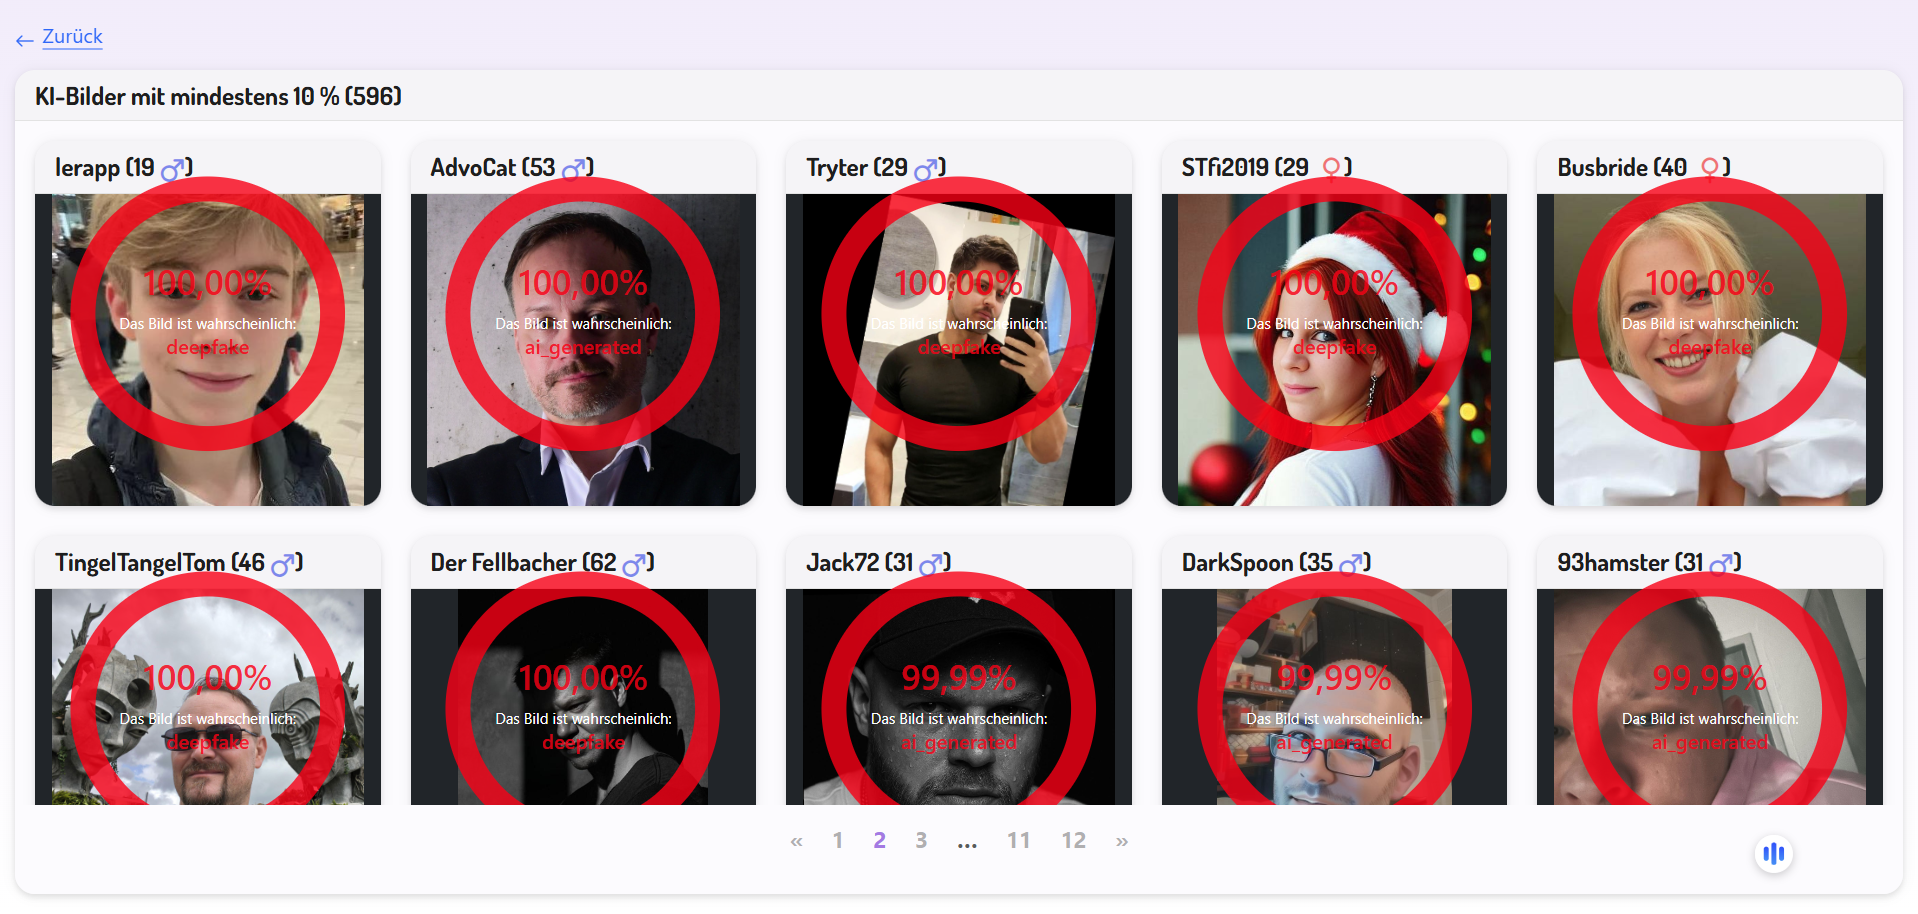 ← Zurück
KI-Bilder mit mindestens 10 % (596)
lerapp (19 ♂)
100,00%
Das Bild ist wahrscheinlich:
deepfake
AdvoCat (53 ♂)
100,00%
Das Bild ist wahrscheinlich:
ai_generated
Tryter (29 ♂)
100,00%
Das Bild ist wahrscheinlich:
deepfake
STfi2019 (29 ♀)
100,00%
Das Bild ist wahrscheinlich:
deepfake
Busbride (40 ♀)
100,00%
Das Bild ist wahrscheinlich:
deepfake
TingelTangelTom (46 ♂)
100,00%
Das Bild ist wahrscheinlich:
deepfake
Der Fellbacher (62 ♂)
100,00%
Das Bild ist wahrscheinlich:
deepfake
Jack72 (31 ♂)
99,99%
Das Bild ist wahrscheinlich:
ai_generated
DarkSpoon (35 ♂)
99,99%
Das Bild ist wahrscheinlich:
ai_generated
93hamster (31 ♂)
99,99%
Das Bild ist wahrscheinlich:
ai_generated
« 1 2 3 ... 11 12 »